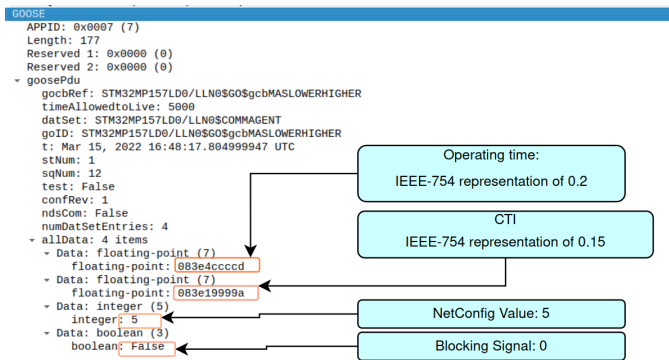 GOOSE
APPID: 0x0007 (7)
Length: 177
Reserved 1: 0x0000 (0)
Reserved 2: 0x0000 (0)
goosePdu
gocbRef: STM32MP157LD0/LLN0$GO$gcbMASLOWERHIGHER
timeAllowedtoLive: 5000
datSet: STM32MP157LD0/LLN0$COMMAGENT
goID: STM32MP157LD0/LLN0$GO$gcbMASLOWERHIGHER
t: Mar 15, 2022 16:48:17.804999947 UTC
stNum: 1
sqNum: 12
test: False
confRev: 1
ndsCom: False
numDatSetEntries: 4
allData: 4 items
Data: floating-point (7)
floating-point: 083e4ccccd
Data: floating-point (7)
floating-point: 083e19999a
Data: integer (5)
integer: 5
Data: boolean (3)
boolean: False
Operating time:
IEEE-754 representation of 0.2
CTI
IEEE-754 representation of 0.15
NetConfig Value: 5
Blocking Signal: 0